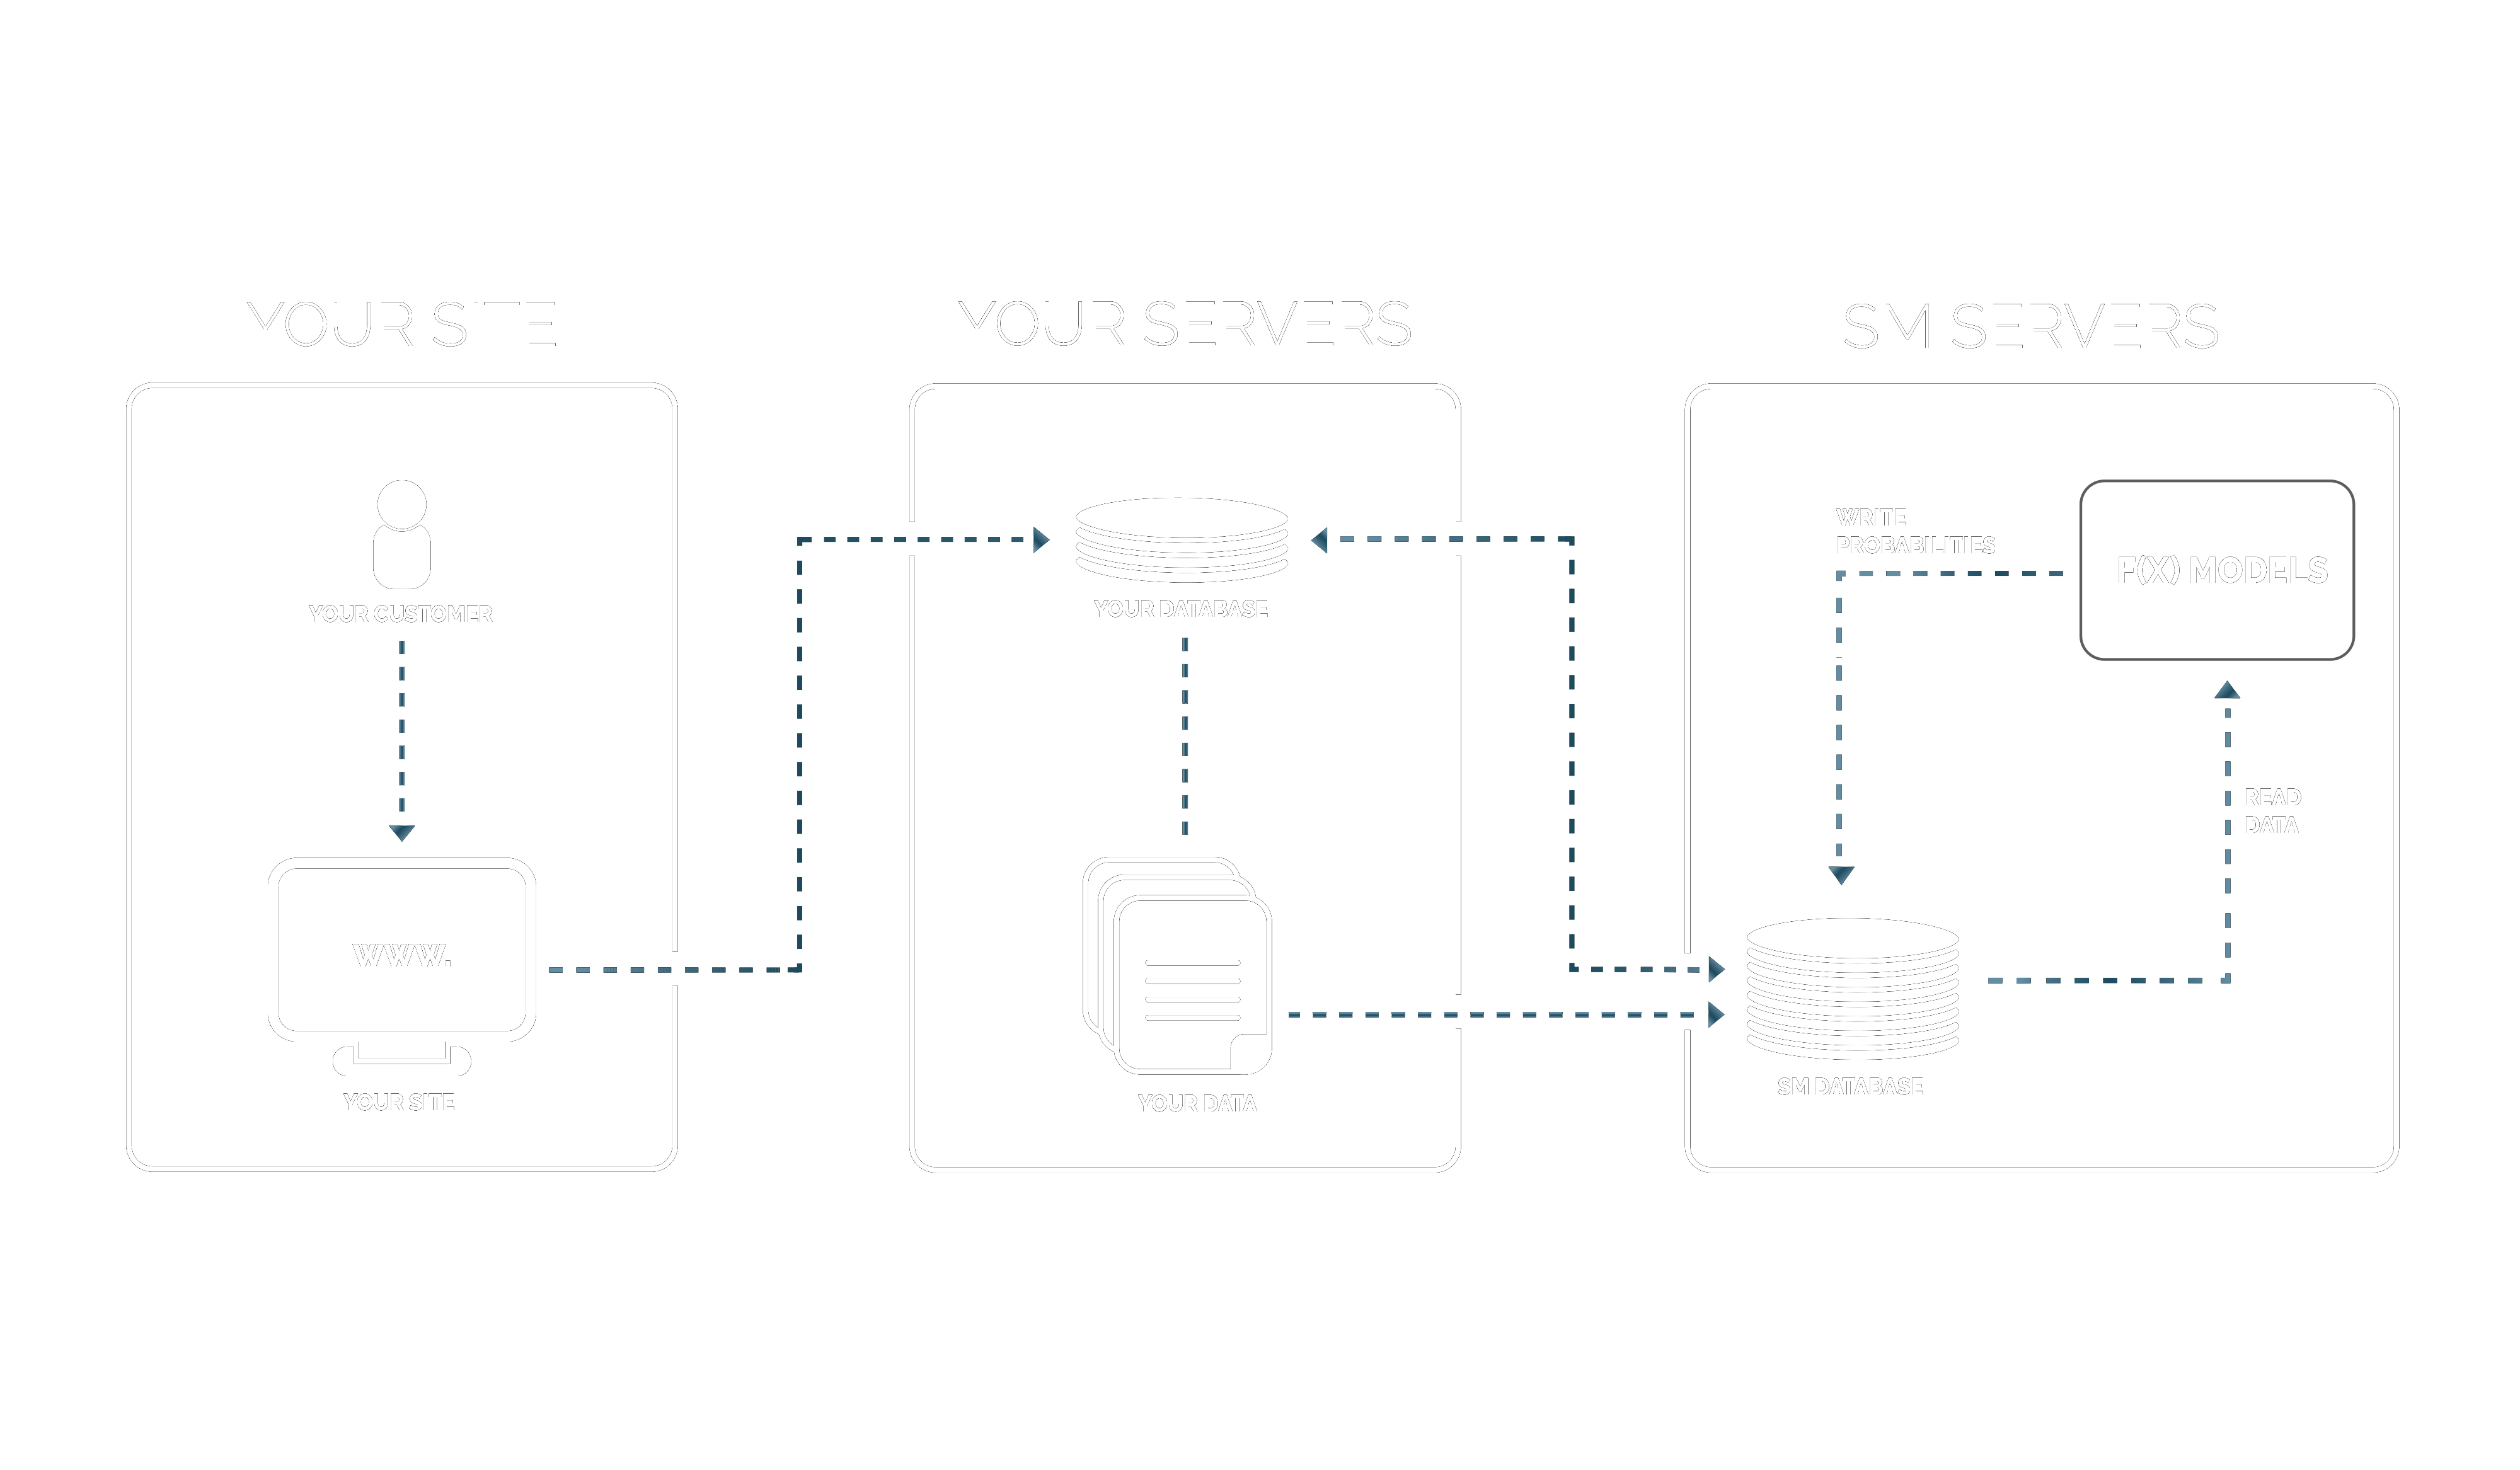 YOUR SITE
YOUR SERVERS
SM SERVERS
YOUR CUSTOMER
WWW.
YOUR SITE
YOUR DATABASE
YOUR DATA
WRITE
PROBABILITIES
F(X) MODELS
READ
DATA
SM DATABASE